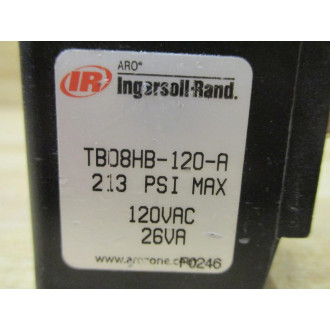 ARO®
IR Ingersoll-Rand.
TB08HB-120-A
213 PSI MAX
120VAC
26VA
P0246